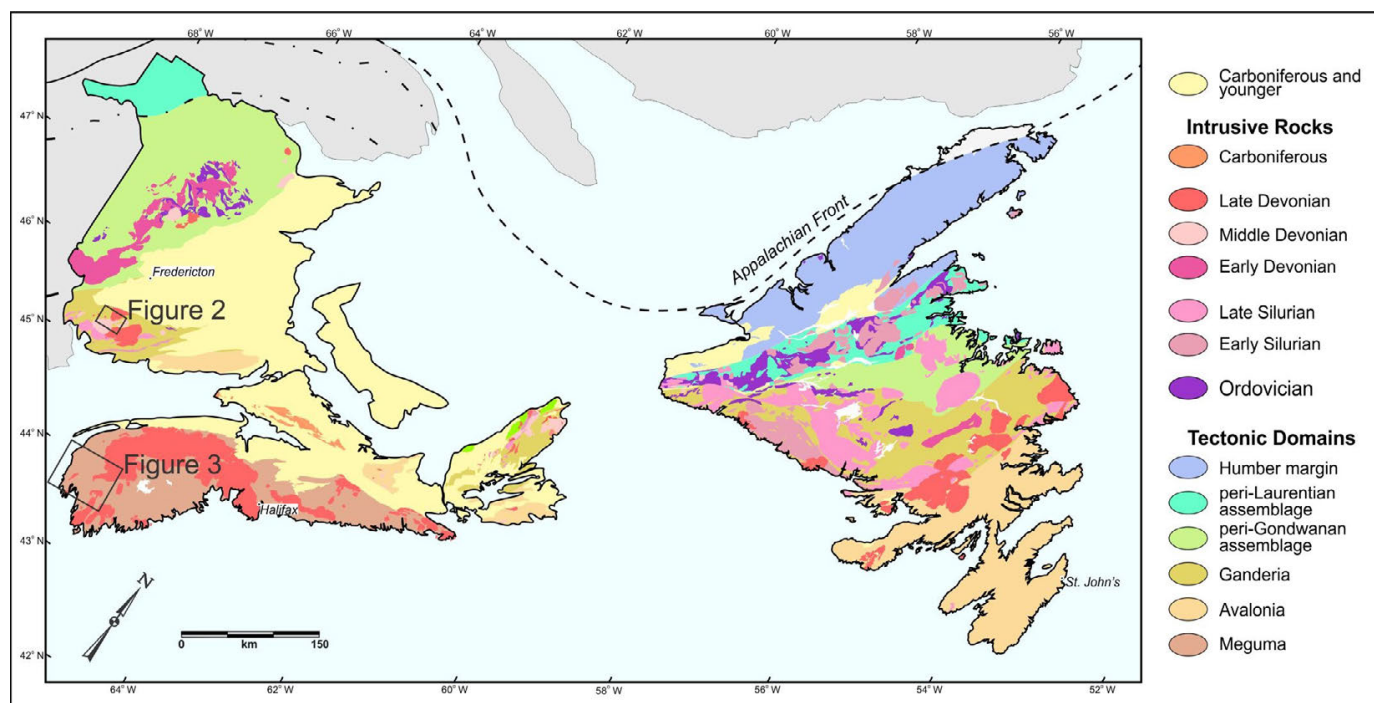 68° W
66° W
64° W
62° W
60° W
58° W
56° W
47° N
46° N
45° N
44° N
43° N
42° N
Appalachian Front
Fredericton
Figure 2
Figure 3
Halifax
St. John's
N
0 km 150
64° W
62° W
60° W
58° W
56° W
54° W
52° W
Carboniferous and
younger
Intrusive Rocks
Carboniferous
Late Devonian
Middle Devonian
Early Devonian
Late Silurian
Early Silurian
Ordovician
Tectonic Domains
Humber margin
peri-Laurentian
assemblage
peri-Gondwanan
assemblage
Ganderia
Avalonia
Meguma